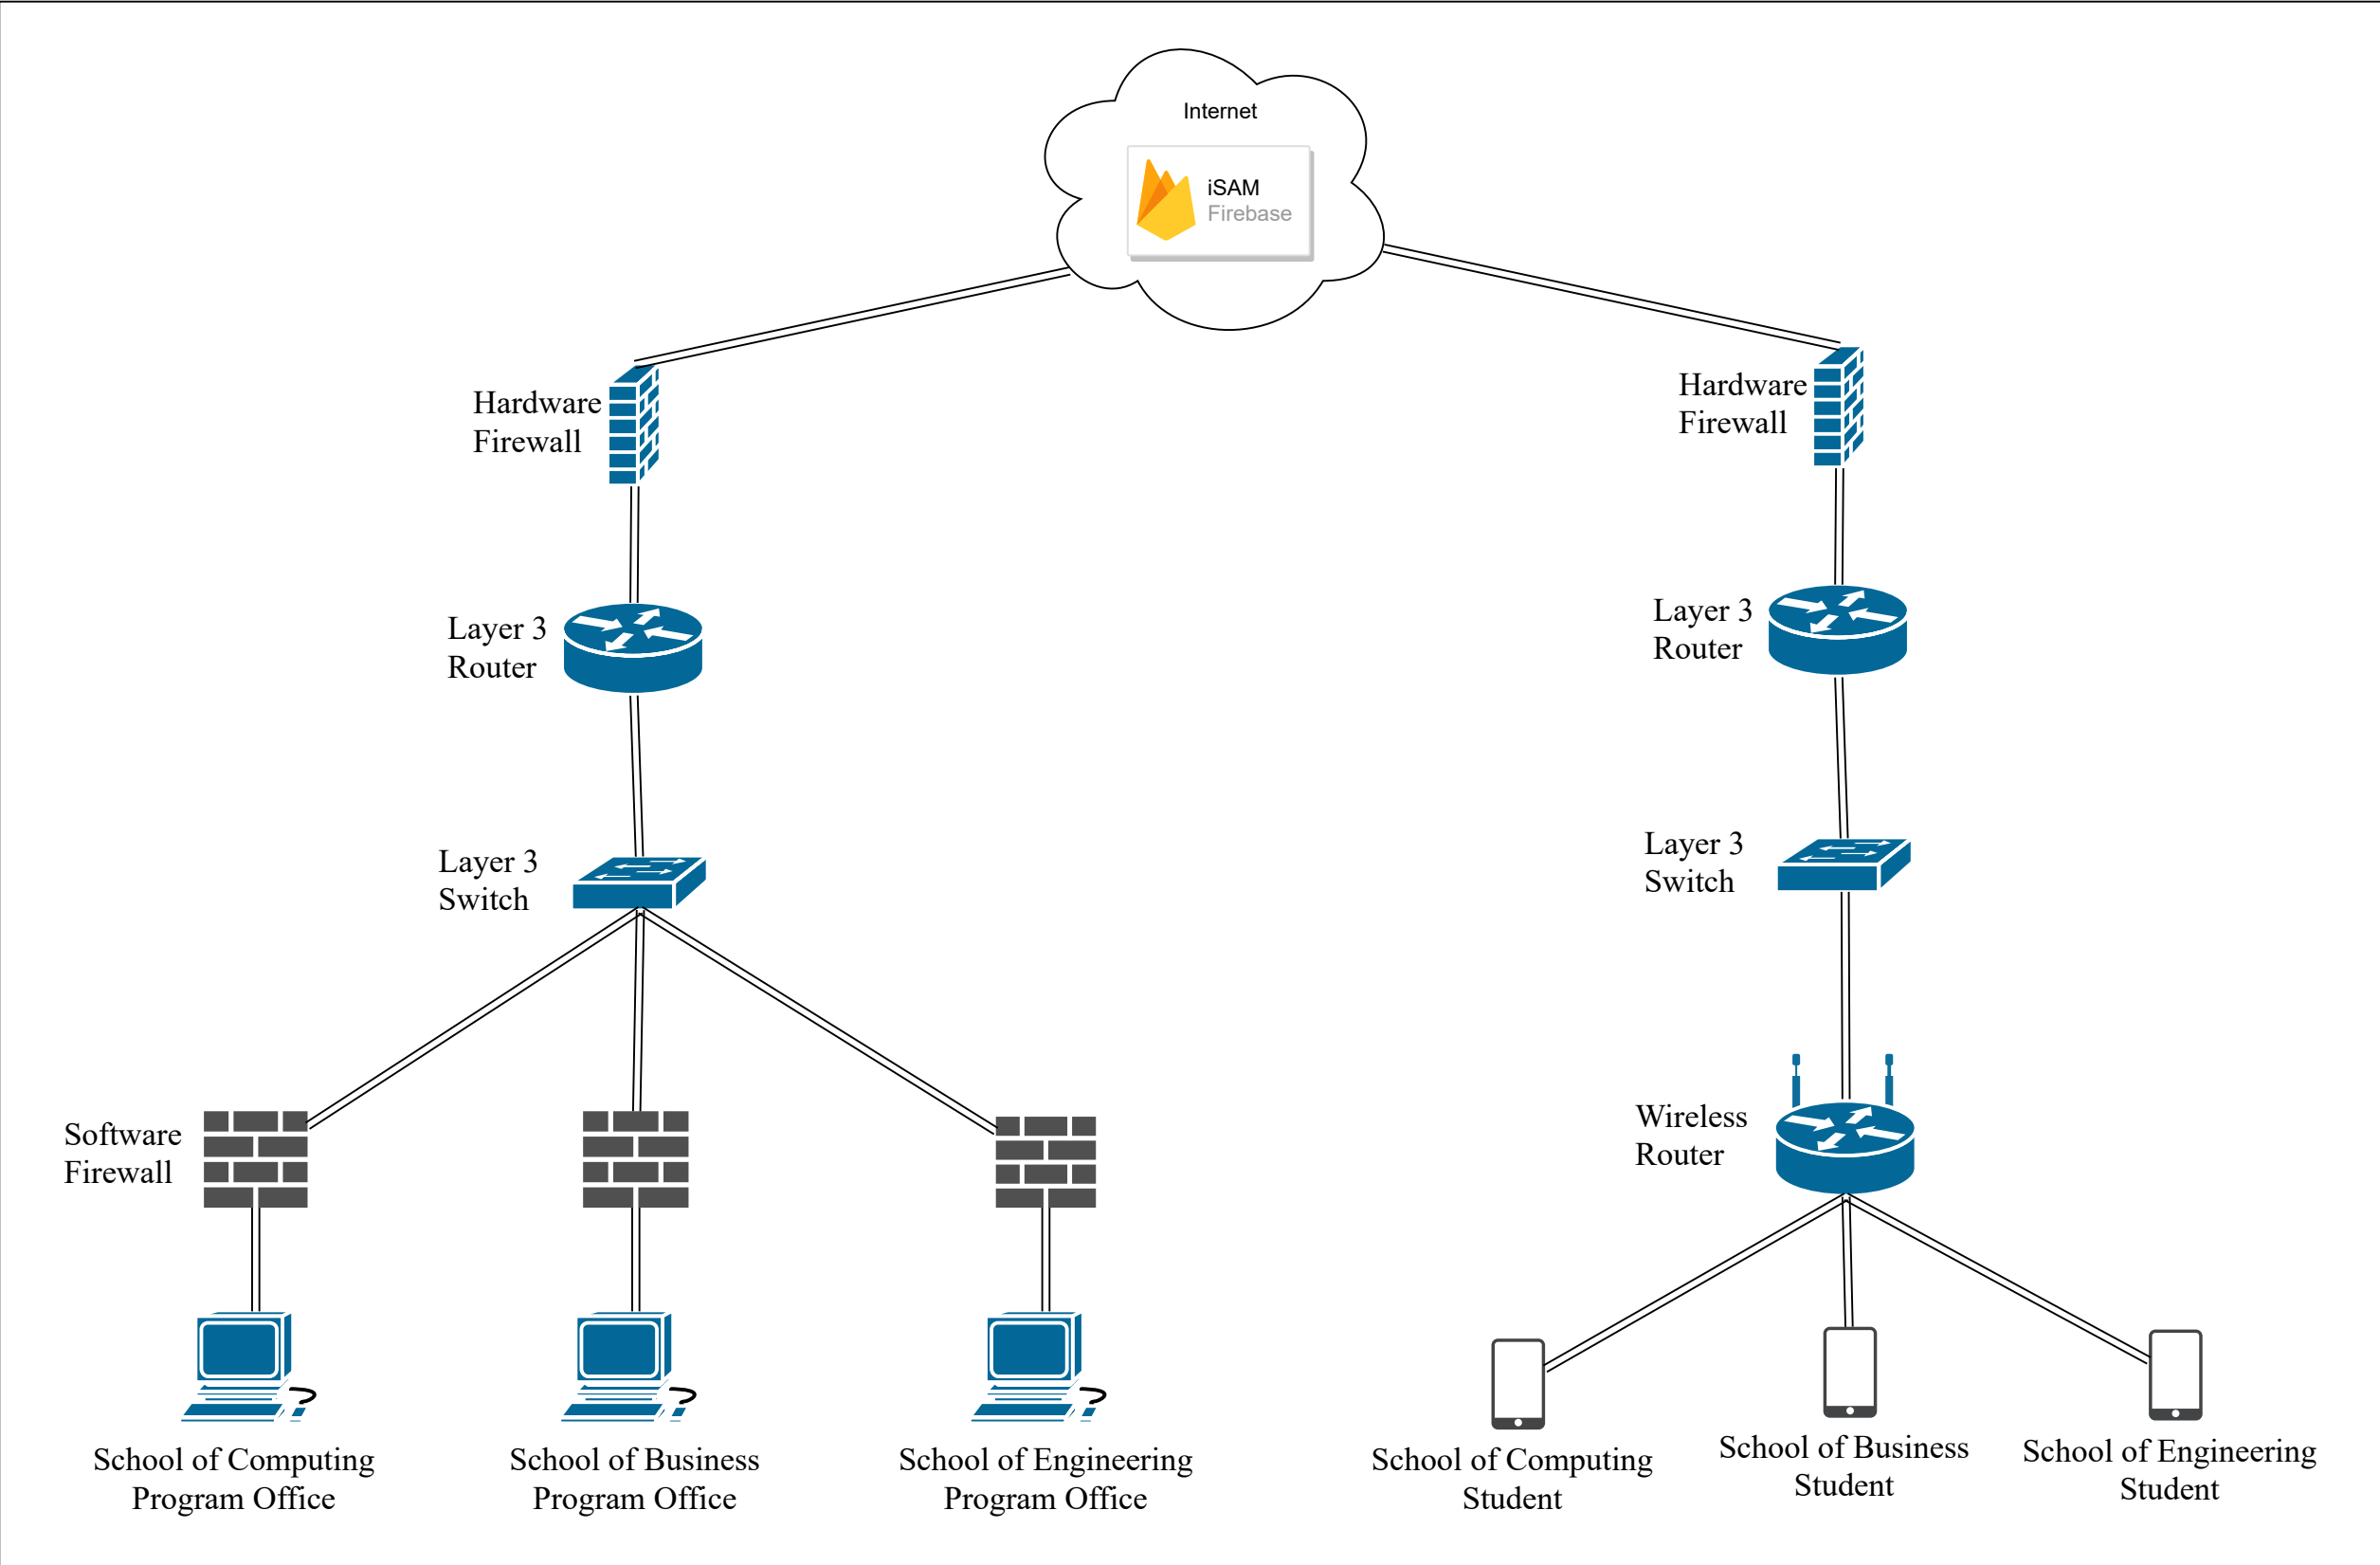 Internet
iSAM
Firebase
Hardware
Firewall
Hardware
Firewall
Layer 3
Router
Layer 3
Router
Layer 3
Switch
Layer 3
Switch
Software
Firewall
Wireless
Router
School of Computing
Program Office
School of Business
Program Office
School of Engineering
Program Office
School of Computing
Student
School of Business
Student
School of Engineering
Student